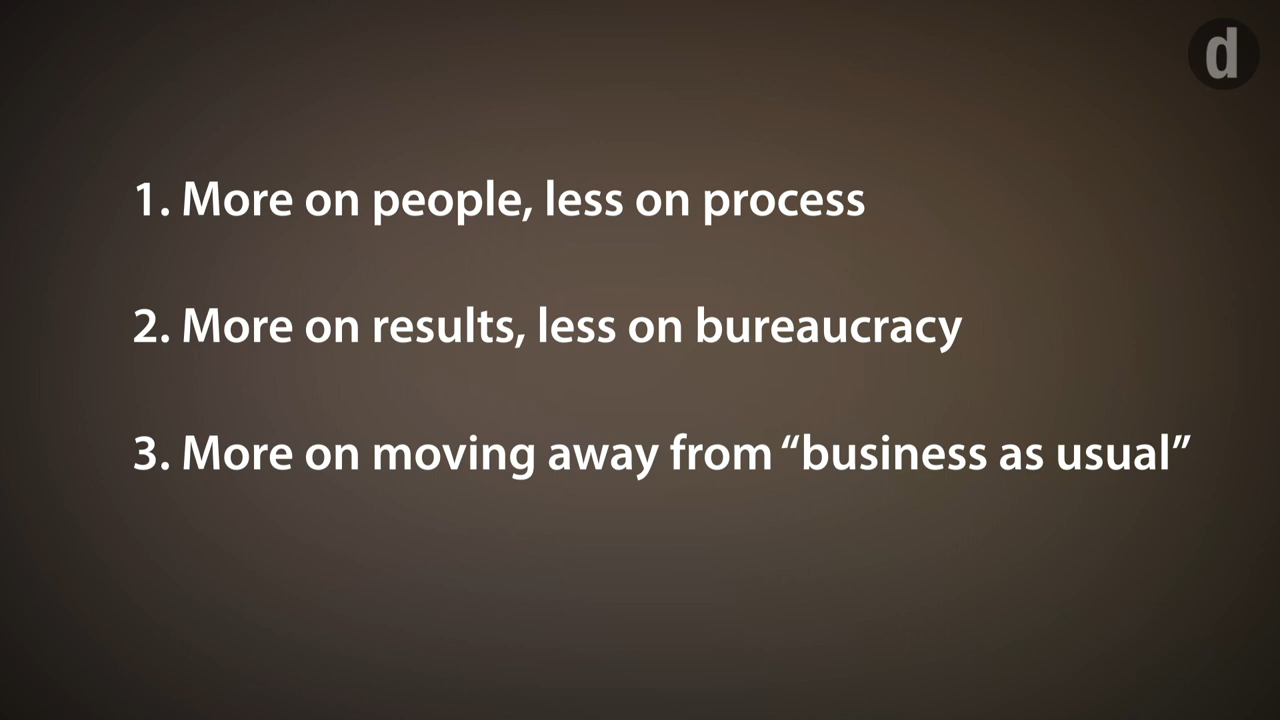 d
1. More on people, less on process
2. More on results, less on bureaucracy
3. More on moving away from “business as usual”